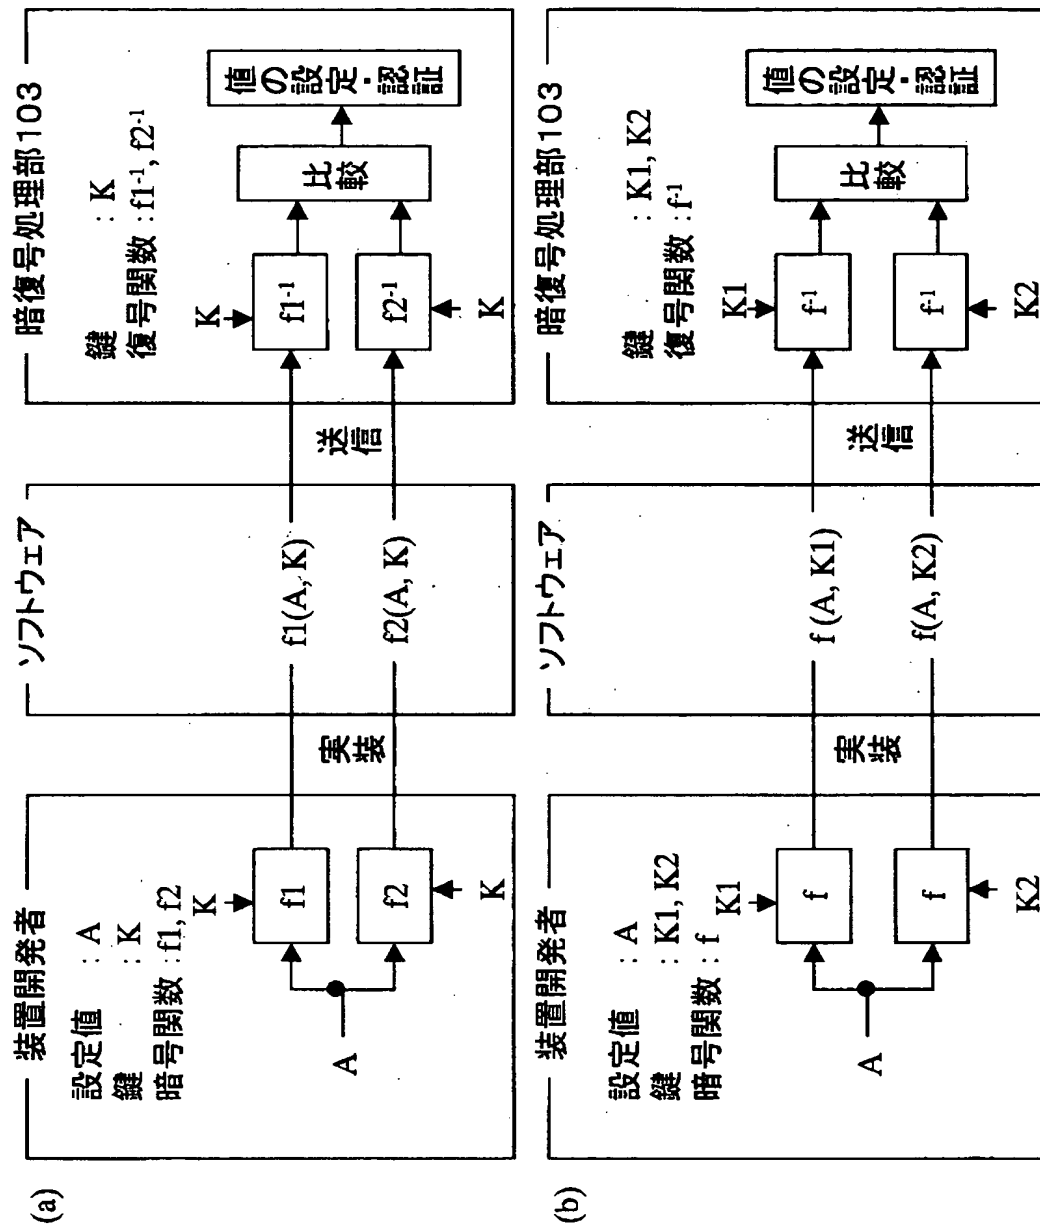 (a)
装置開発者
設定値 : A
鍵 : K
暗号関数 : f1, f2
A
K
f1
f2
K
実装
ソフトウェア
f1(A, K)
f2(A, K)
送信
暗復号処理部103
鍵 : K
復号関数 : f1⁻¹, f2⁻¹
K
f1⁻¹
f2⁻¹
K
比較
値の設定・認証
(b)
装置開発者
設定値 : A
鍵 : K1, K2
暗号関数 : f
A
K1
f
f
K2
実装
ソフトウェア
f (A, K1)
f(A, K2)
送信
暗復号処理部103
鍵 : K1, K2
復号関数 : f⁻¹
K1
f⁻¹
f⁻¹
K2
比較
値の設定・認証